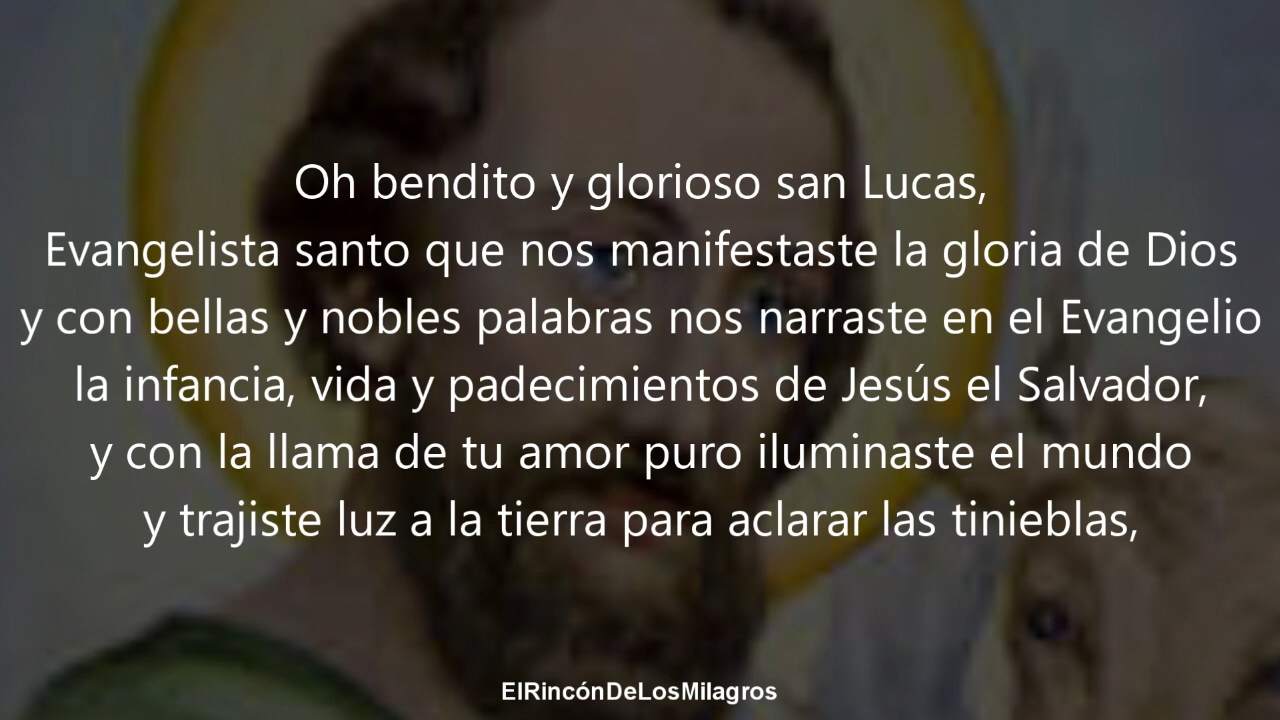 Oh bendito y glorioso san Lucas,
Evangelista santo que nos manifestaste la gloria de Dios
y con bellas y nobles palabras nos narraste en el Evangelio
la infancia, vida y padecimientos de Jesús el Salvador,
y con la llama de tu amor puro iluminaste el mundo
y trajiste luz a la tierra para aclarar las tinieblas,
ElRincónDeLosMilagros